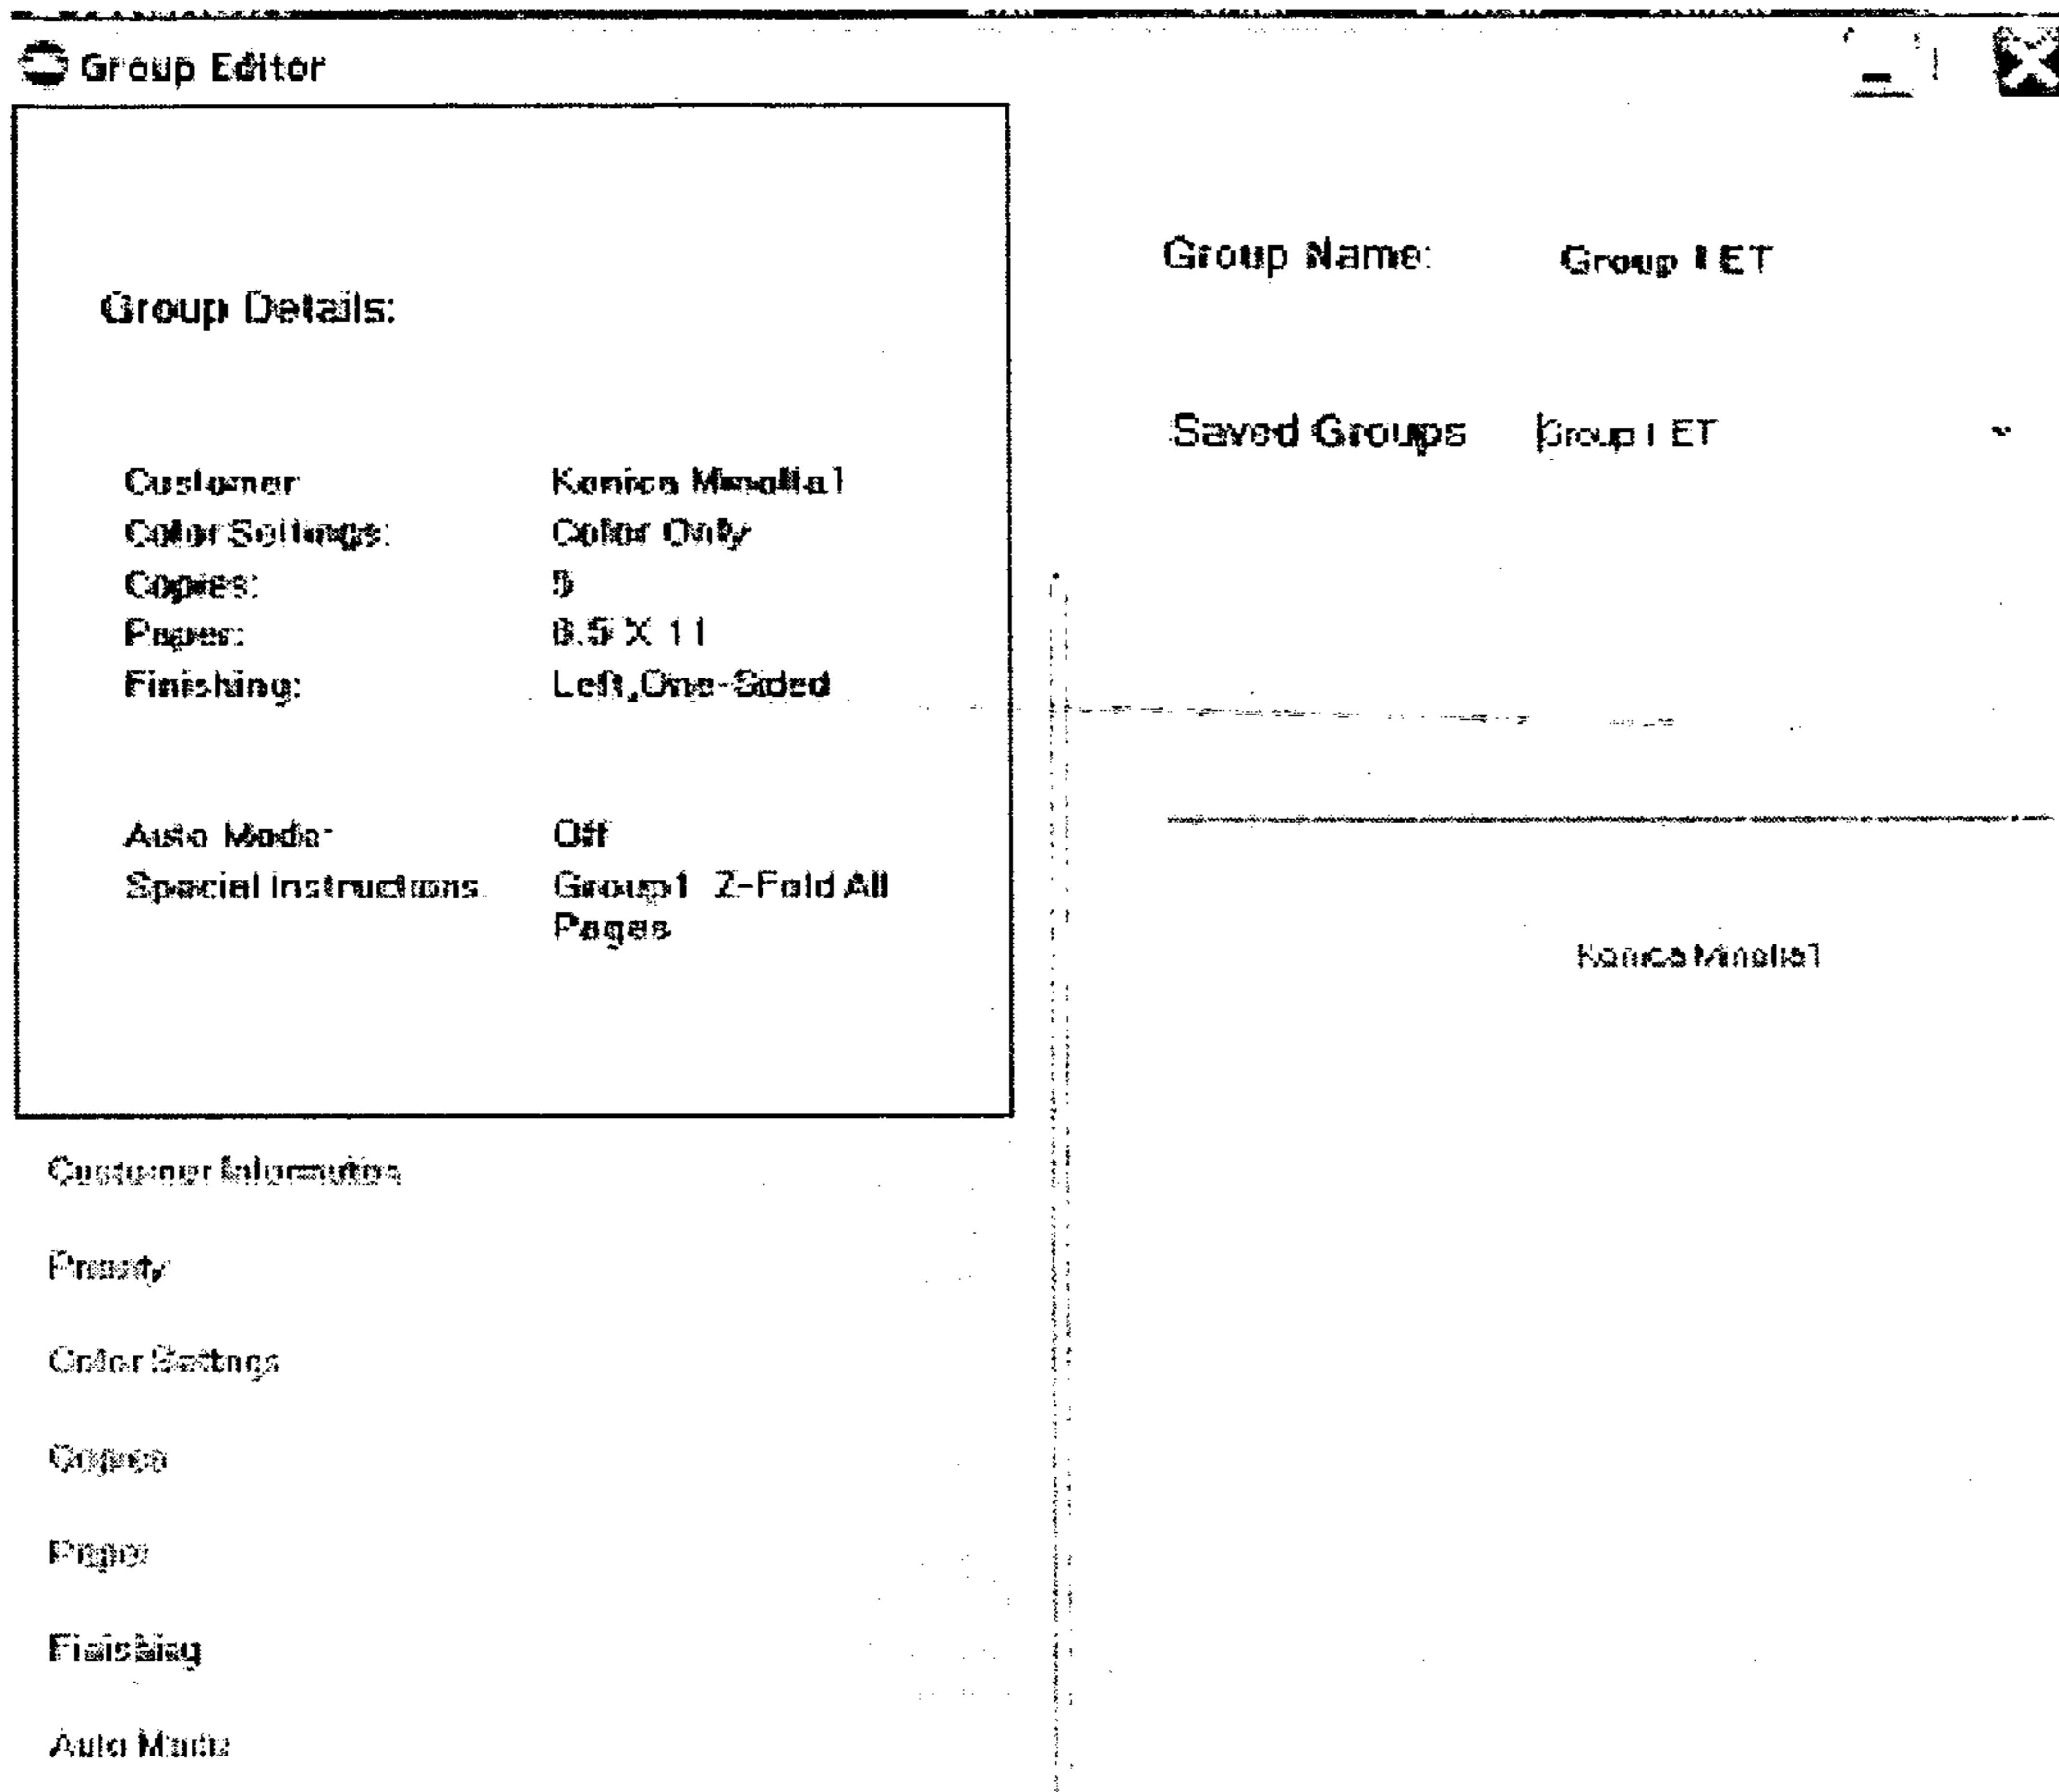 Group Editor
Group Details:
Customer Konica Minolta1
Color Settings: Color Only
Copies: 5
Paper: 8.5 X 11
Finishing: Left,One-Sided
Auto Mode: Off
Special Instructions: Group1 Z-Fold All
Pages
Group Name: Group 1 ET
Saved Groups Group 1 ET
Konica Minolta1
Customer Information
Priority
Color Settings
Copies
Paper
Finishing
Auto Mode